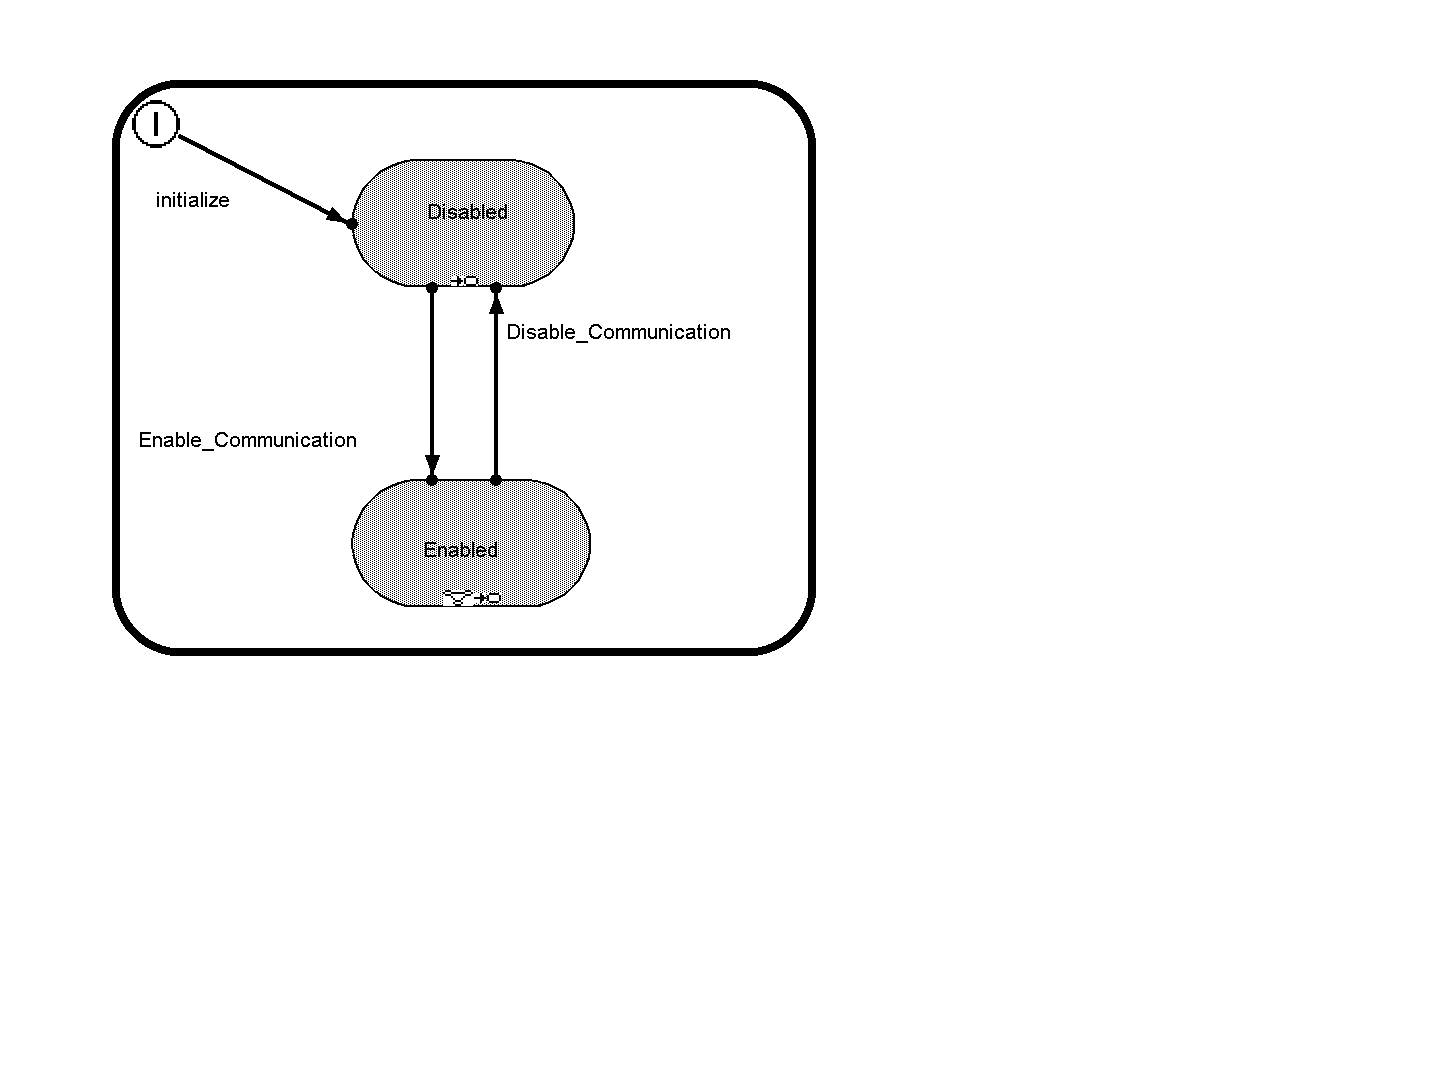 I
initialize
Disabled
Disable_Communication
Enable_Communication
Enabled